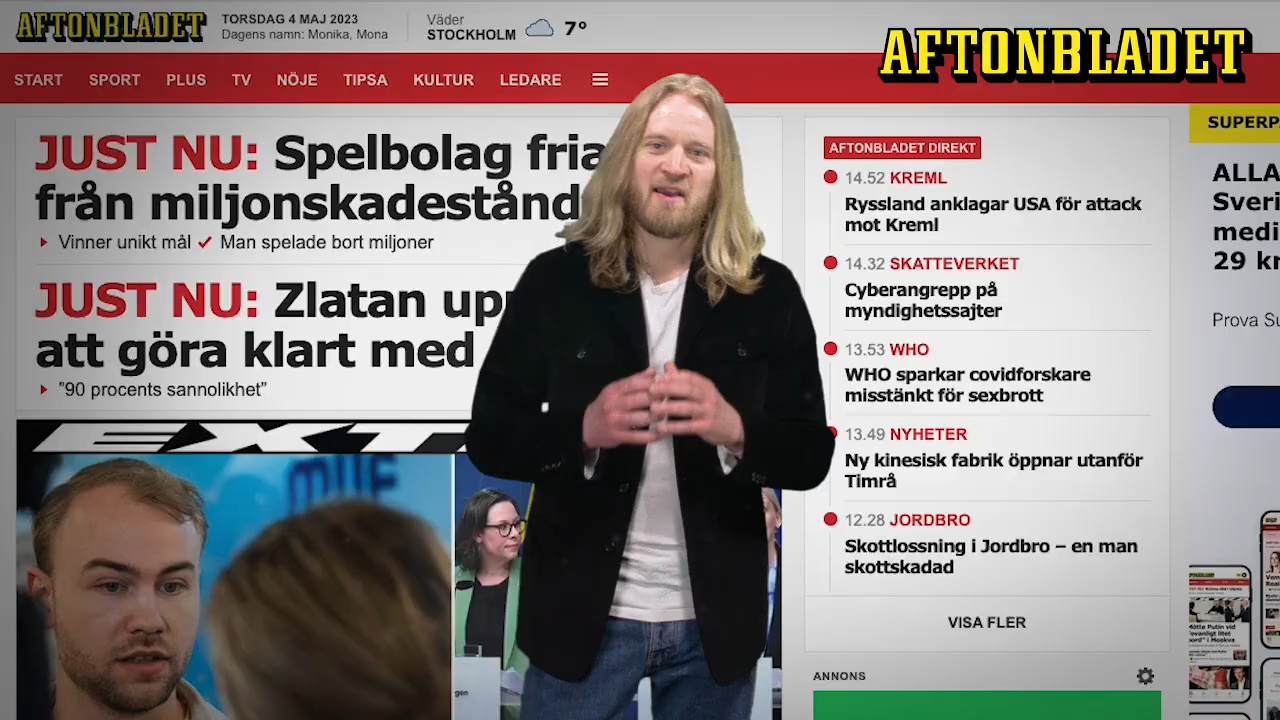 AFTONBLADET
TORSDAG 4 MAJ 2023
Dagens namn: Monika, Mona
Väder
STOCKHOLM
7°
AFTONBLADET
START SPORT PLUS TV NÖJE TIPSA KULTUR LEDARE
JUST NU: Spelbolag
från miljonskadestånd
Vinner unikt mål Man spelade bort miljoner
JUST NU: Zlatan
att göra klart med
”90 procents sannolikhet”
AFTONBLADET DIREKT
14.52 KREML
Ryssland anklagar USA för attack
mot Kreml
14.32 SKATTEVERKET
Cyberangrepp på
myndighetssajter
13.53 WHO
WHO sparkar covidforskare
misstänkt för sexbrott
13.49 NYHETER
Ny kinesisk fabrik öppnar utanför
Timrå
12.28 JORDBRO
Skottlossning i Jordbro – en man
skottskadad
VISA FLER
ANNONS
SUPERP
ALLA
Sveri
medi
29 kr
Prova Su
EXT
MUF